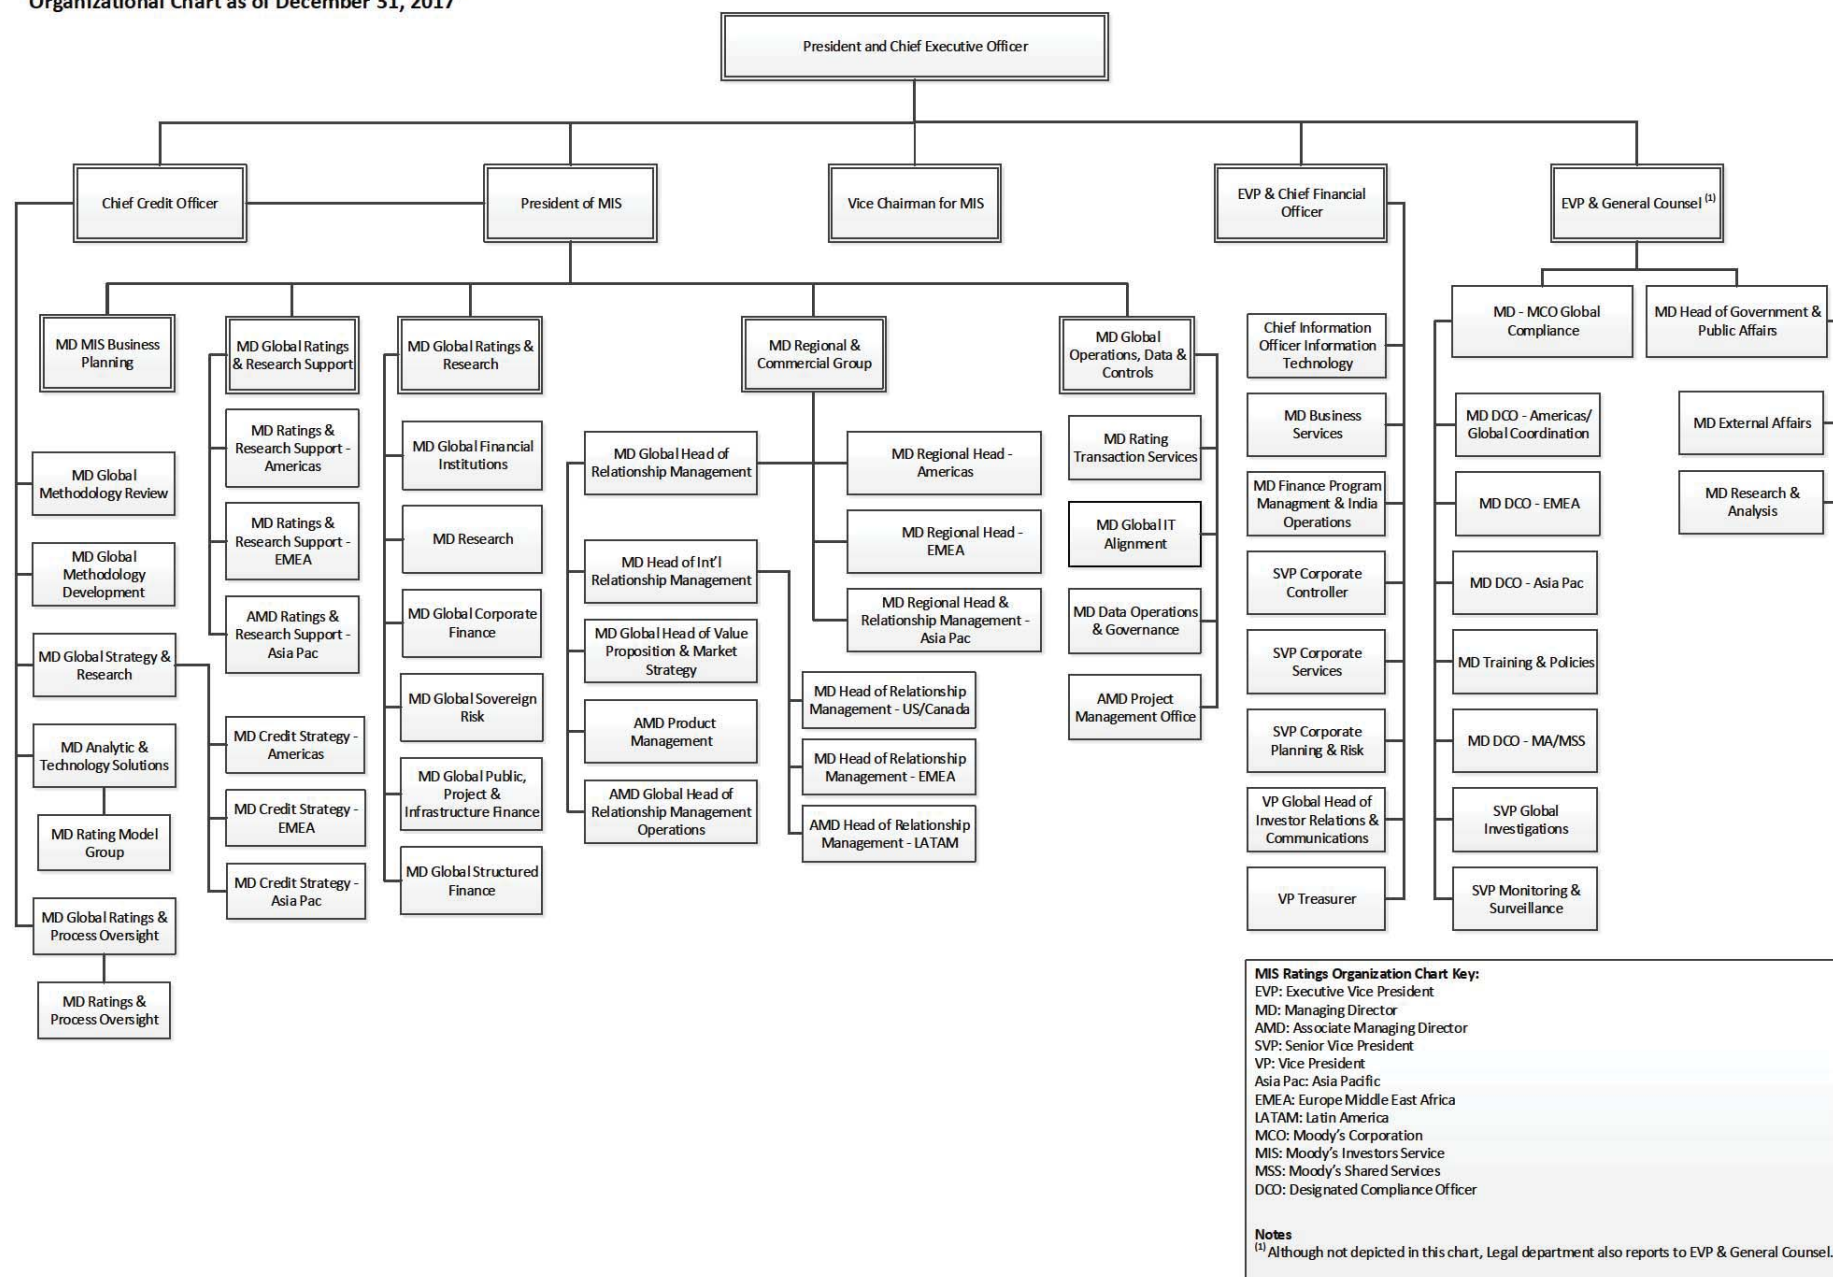 Organizational Chart as of December 31, 2017
President and Chief Executive Officer
Chief Credit Officer
President of MIS
Vice Chairman for MIS
EVP & Chief Financial
Officer
EVP & General Counsel (1)
MD MIS Business
Planning
MD Global Ratings
& Research Support
MD Global Ratings &
Research
MD Regional &
Commercial Group
MD Global
Operations, Data &
Controls
Chief Information
Officer Information
Technology
MD - MCO Global
Compliance
MD Head of Government &
Public Affairs
MD Global
Methodology Review
MD Global
Methodology
Development
MD Global Strategy &
Research
MD Analytic &
Technology Solutions
MD Rating Model
Group
MD Global Ratings &
Process Oversight
MD Ratings &
Process Oversight
MD Ratings &
Research Support -
Americas
MD Ratings &
Research Support -
EMEA
AMD Ratings &
Research Support -
Asia Pac
MD Credit Strategy -
Americas
MD Credit Strategy -
EMEA
MD Credit Strategy -
Asia Pac
MD Global Financial
Institutions
MD Research
MD Global Corporate
Finance
MD Global Sovereign
Risk
MD Global Public,
Project &
Infrastructure Finance
MD Global Structured
Finance
MD Global Head of
Relationship Management
MD Head of Int'l
Relationship Management
MD Global Head of Value
Proposition & Market
Strategy
AMD Product
Management
AMD Global Head of
Relationship Management
Operations
MD Regional Head -
Americas
MD Regional Head -
EMEA
MD Regional Head &
Relationship Management -
Asia Pac
MD Head of Relationship
Management - US/Canada
MD Head of Relationship
Management - EMEA
AMD Head of Relationship
Management - LATAM
MD Rating
Transaction Services
MD Global IT
Alignment
MD Data Operations
& Governance
AMD Project
Management Office
MD Business
Services
MD Finance Program
Managment & India
Operations
SVP Corporate
Controller
SVP Corporate
Services
SVP Corporate
Planning & Risk
VP Global Head of
Investor Relations &
Communications
VP Treasurer
MD DCO - Americas/
Global Coordination
MD DCO - EMEA
MD DCO - Asia Pac
MD Training & Policies
MD DCO - MA/MSS
SVP Global
Investigations
SVP Monitoring &
Surveillance
MD External Affairs
MD Research &
Analysis
MIS Ratings Organization Chart Key:
EVP: Executive Vice President
MD: Managing Director
AMD: Associate Managing Director
SVP: Senior Vice President
VP: Vice President
Asia Pac: Asia Pacific
EMEA: Europe Middle East Africa
LATAM: Latin America
MCO: Moody's Corporation
MIS: Moody's Investors Service
MSS: Moody's Shared Services
DCO: Designated Compliance Officer
Notes
(1) Although not depicted in this chart, Legal department also reports to EVP & General Counsel.